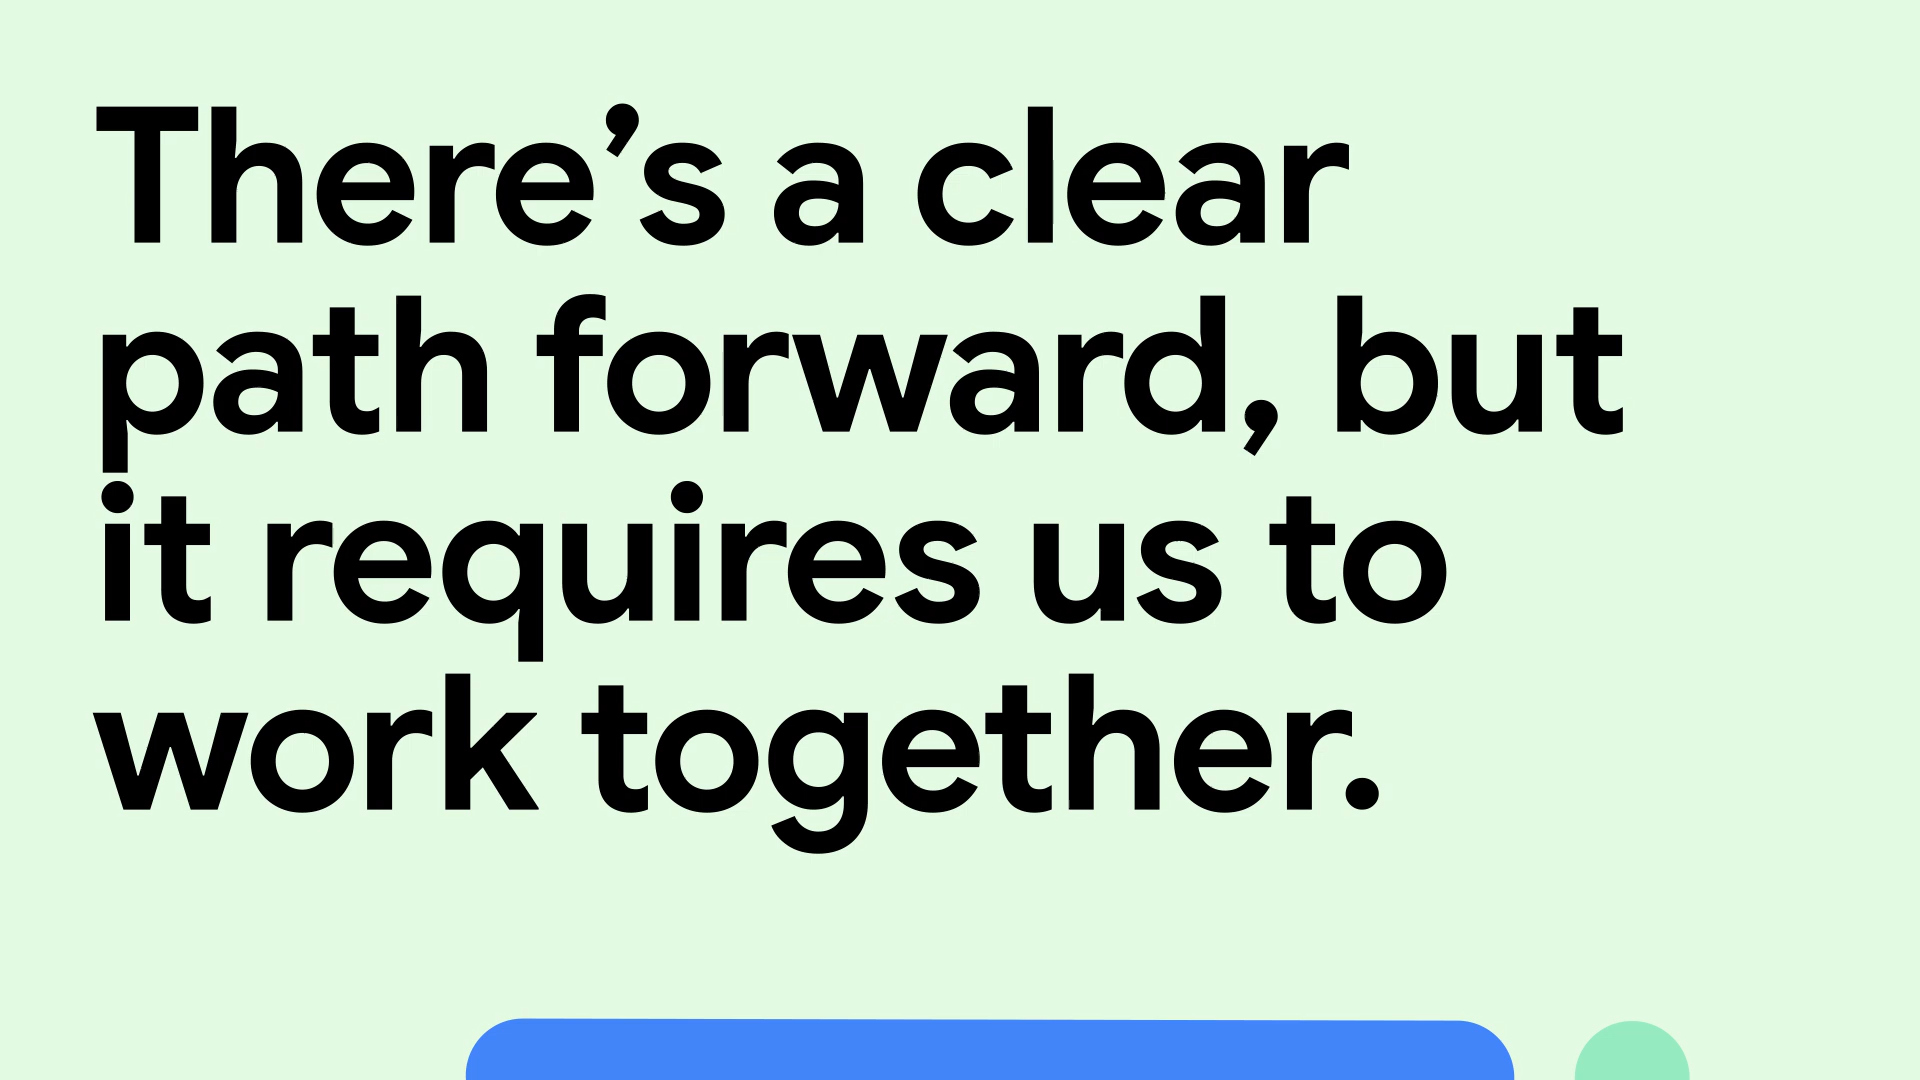 There’s a clear
path forward, but
it requires us to
work together.